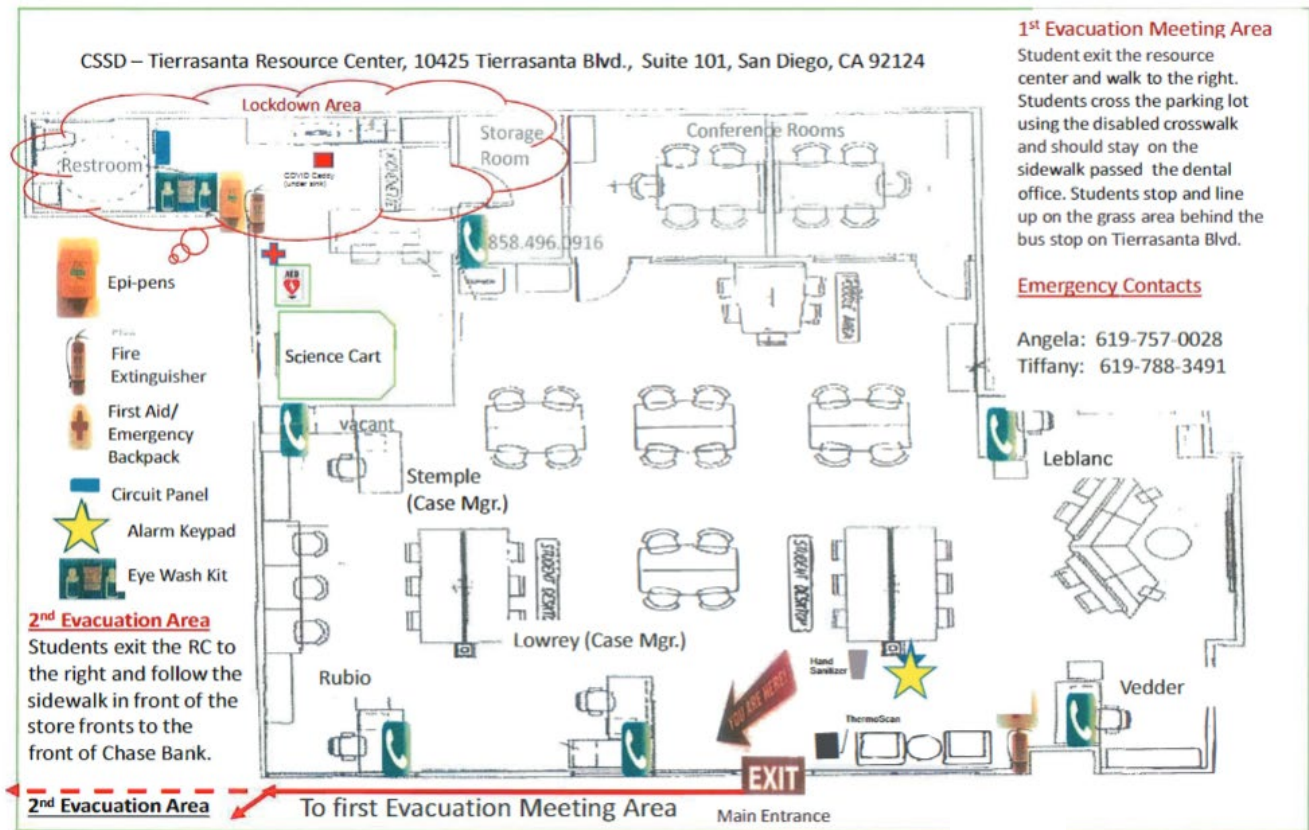 CSSD – Tierrasanta Resource Center, 10425 Tierrasanta Blvd., Suite 101, San Diego, CA 92124
1st Evacuation Meeting Area
Student exit the resource
center and walk to the right.
Students cross the parking lot
using the disabled crosswalk
and should stay on the
sidewalk passed the dental
office. Students stop and line
up on the grass area behind the
bus stop on Tierrasanta Blvd.
Emergency Contacts
Angela: 619-757-0028
Tiffany: 619-788-3491
Lockdown Area
Restroom
COVID Caddy
(under sink)
Storage
Room
Conference Rooms
858.496.0916
AED
Science Cart
vacant
Stemple
(Case Mgr.)
Leblanc
STUDENT DESKTOP
Lowrey (Case Mgr.)
Rubio
Hand
Sanitizer
YOU ARE HERE!
ThermoScan
Vedder
EXIT
Main Entrance
Epi-pens
Fire
Extinguisher
First Aid/
Emergency
Backpack
Circuit Panel
Alarm Keypad
Eye Wash Kit
2nd Evacuation Area
Students exit the RC to
the right and follow the
sidewalk in front of the
store fronts to the
front of Chase Bank.
2nd Evacuation Area
To first Evacuation Meeting Area